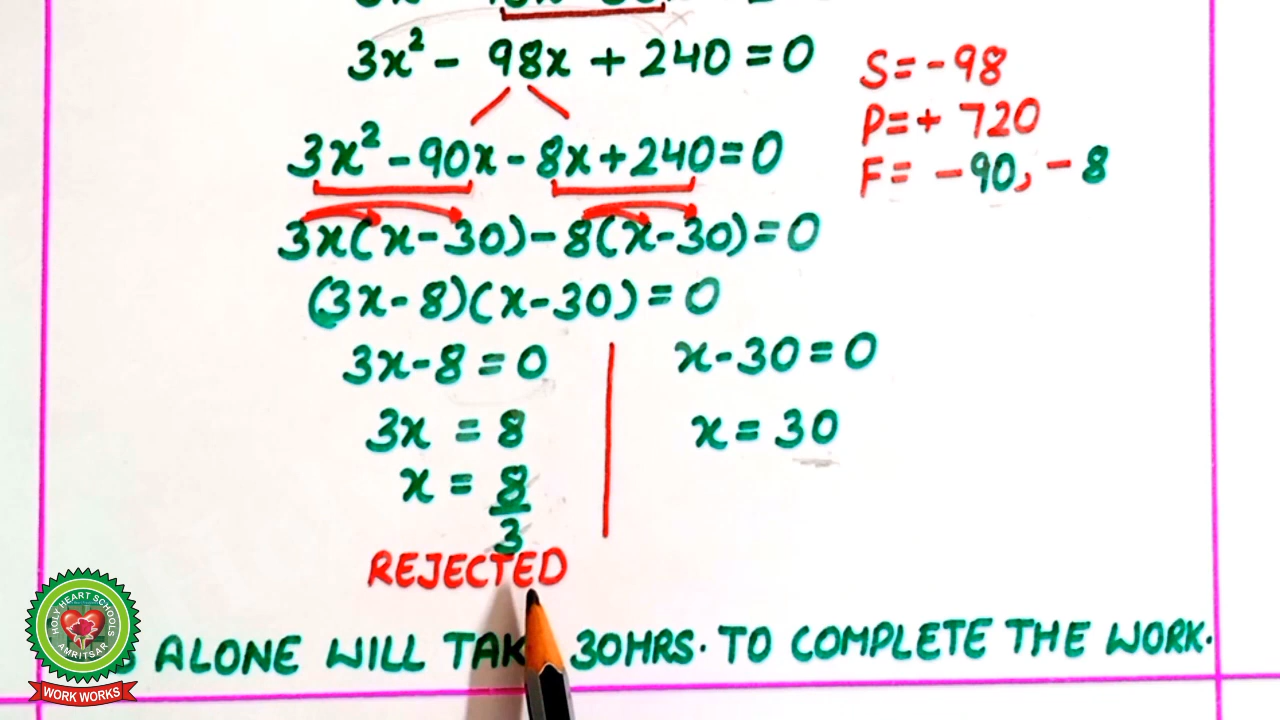 3x² - 98x + 240 = 0
S = -98
P = + 720
F = -90, -8
3x² - 90x - 8x + 240 = 0
3x(x - 30) - 8(x - 30) = 0
(3x - 8)(x - 30) = 0
3x - 8 = 0
3x = 8
x = 8/3
REJECTED
x - 30 = 0
x = 30
ALONE WILL 30HRS. TO COMPLETE THE WORK.
HOLY HEART SCHOOLS
AMRITSAR
WORK WORKS